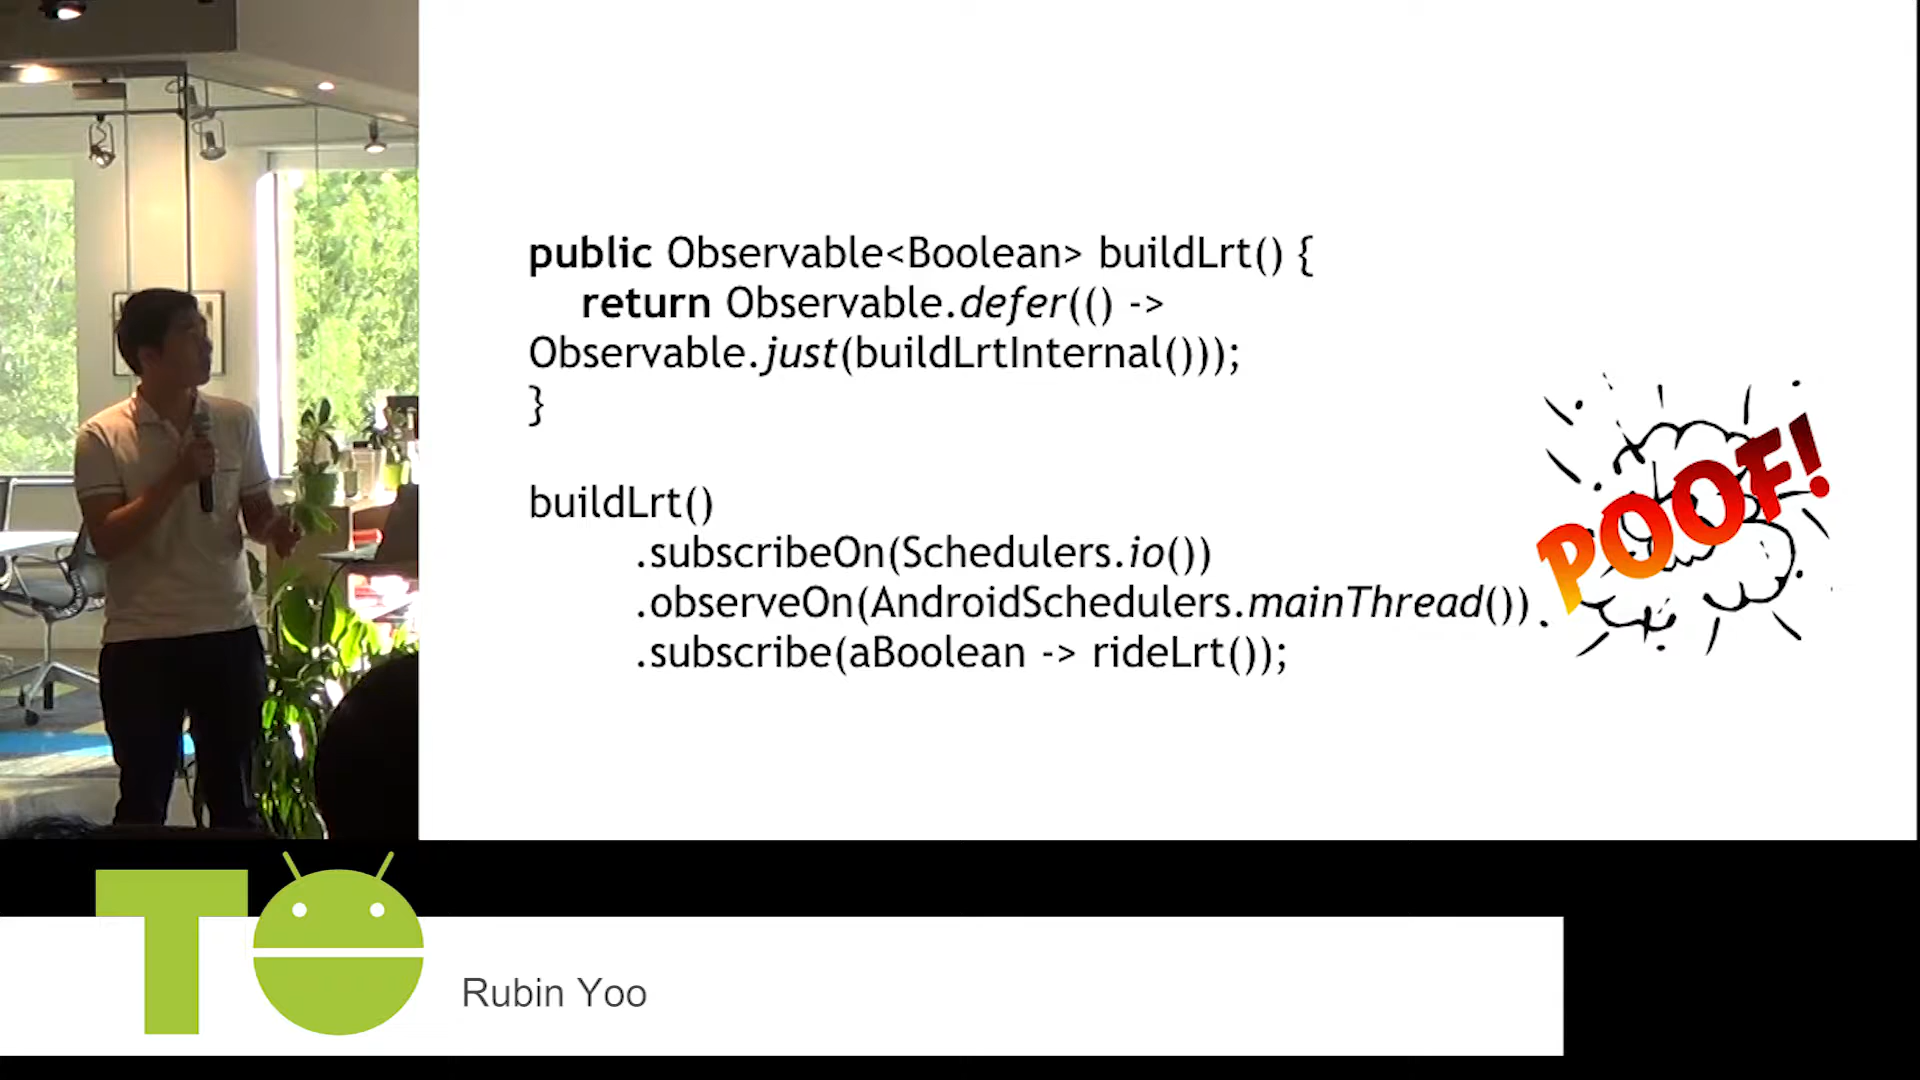 public Observable<Boolean> buildLrt() {
return Observable.defer(() ->
Observable.just(buildLrtInternal()));
}
buildLrt()
.subscribeOn(Schedulers.io())
.observeOn(AndroidSchedulers.mainThread())
.subscribe(aBoolean -> rideLrt());
POOF!
TO
Rubin Yoo